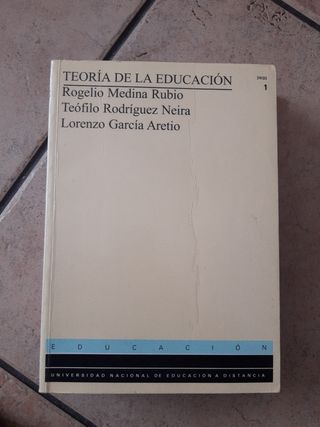 TEORÍA DE LA EDUCACIÓN
Rogelio Medina Rubio
Teófilo Rodríguez Neira
Lorenzo García Aretio
1
EDUCACIÓN
UNIVERSIDAD NACIONAL DE EDUCACION A DISTANCIA